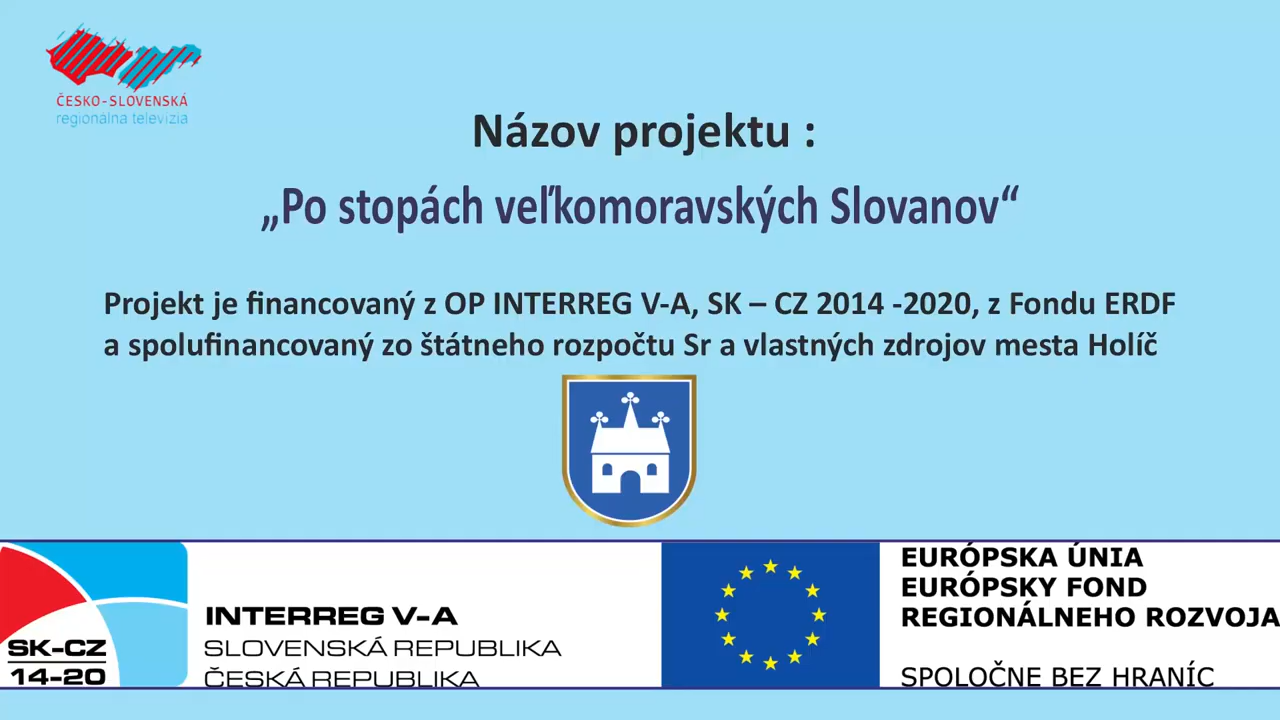 ČESKO-SLOVENSKÁ
regionálna televízia
Názov projektu :
„Po stopách veľkomoravských Slovanov“
Projekt je financovaný z OP INTERREG V-A, SK – CZ 2014 -2020, z Fondu ERDF
a spolufinancovaný zo štátneho rozpočtu Sr a vlastných zdrojov mesta Holíč
SK-CZ
14-20
INTERREG V-A
SLOVENSKÁ REPUBLIKA
ČESKÁ REPUBLIKA
EURÓPSKA ÚNIA
EURÓPSKY FOND
REGIONÁLNEHO ROZVOJA
SPOLOČNE BEZ HRANÍC